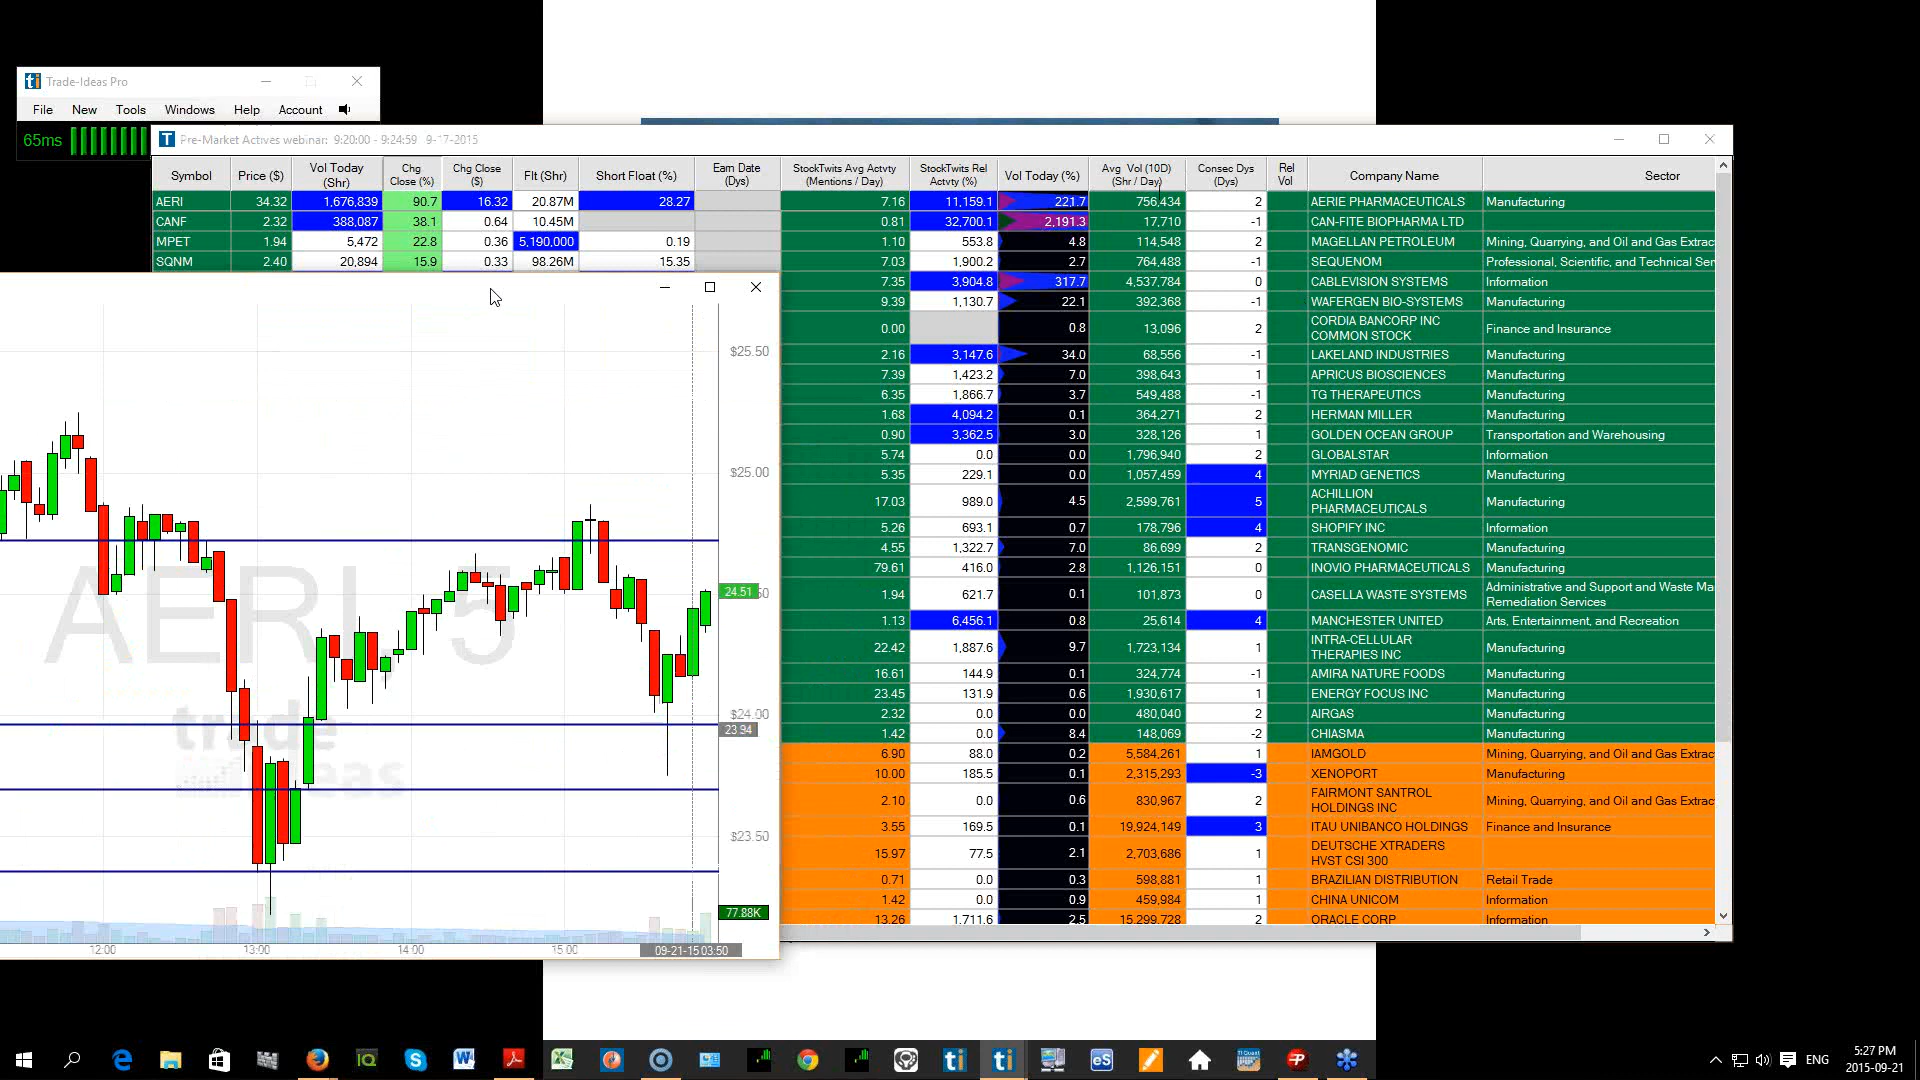 Trade-Ideas Pro
File New Tools Windows Help Account
65ms
Pre-Market Actives webinar: 9:20:00 - 9:24:59 9-17-2015
Symbol Price ($) Vol Today (Shr) Chg Close (%) Chg Close ($) Flt (Shr) Short Float (%) Earn Date (Dys) StockTwits Avg Actvty (Mentions / Day) StockTwits Rel Actvty (%) Vol Today (%) Avg Vol (10D) (Shr / Day) Consec Dys (Dys) Rel Vol Company Name Sector
AERI 34.32 1,676,839 90.7 16.32 20.87M 28.27 7.16 11,159.1 221.7 756,434 2 AERIE PHARMACEUTICALS Manufacturing
CANF 2.32 388,087 38.1 0.64 10.45M 0.81 32,700.1 2,191.3 17,710 -1 CAN-FITE BIOPHARMA LTD
MPET 1.94 5,472 22.8 0.36 5,190,000 0.19 1.10 553.8 4.8 114,548 2 MAGELLAN PETROLEUM Mining, Quarrying, and Oil and Gas Extrac
SQNM 2.40 20,894 15.9 0.33 98.26M 15.35 7.03 1,900.2 2.7 764,488 -1 SEQUENOM Professional, Scientific, and Technical Ser
7.35 3,904.8 317.7 4,537,784 0 CABLEVISION SYSTEMS Information
9.39 1,130.7 22.1 392,368 -1 WAFERGEN BIO-SYSTEMS Manufacturing
0.00 0.8 13,096 2 CORDIA BANCORP INC COMMON STOCK Finance and Insurance
2.16 3,147.6 34.0 68,556 -1 LAKELAND INDUSTRIES Manufacturing
7.39 1,423.2 7.0 398,643 1 APRICUS BIOSCIENCES Manufacturing
6.35 1,866.7 3.7 549,488 -1 TG THERAPEUTICS Manufacturing
1.68 4,094.2 0.1 364,271 2 HERMAN MILLER Manufacturing
0.90 3,362.5 3.0 328,126 1 GOLDEN OCEAN GROUP Transportation and Warehousing
5.74 0.0 0.0 1,796,940 2 GLOBALSTAR Information
5.35 229.1 0.0 1,057,459 4 MYRIAD GENETICS Manufacturing
17.03 989.0 4.5 2,599,761 5 ACHILLION PHARMACEUTICALS Manufacturing
5.26 693.1 0.7 178,796 4 SHOPIFY INC Information
4.55 1,322.7 7.0 86,699 2 TRANSGENOMIC Manufacturing
79.61 416.0 2.8 1,126,151 0 INOVIO PHARMACEUTICALS Manufacturing
1.94 621.7 0.1 101,873 0 CASELLA WASTE SYSTEMS Administrative and Support and Waste Ma Remediation Services
1.13 6,456.1 0.8 25,614 4 MANCHESTER UNITED Arts, Entertainment, and Recreation
22.42 1,887.6 9.7 1,723,134 1 INTRA-CELLULAR THERAPIES INC Manufacturing
16.61 144.9 0.1 324,774 -1 AMIRA NATURE FOODS Manufacturing
23.45 131.9 0.6 1,930,617 1 ENERGY FOCUS INC Manufacturing
2.32 0.0 0.0 480,040 2 AIRGAS Manufacturing
1.42 0.0 8.4 148,069 -2 CHIASMA Manufacturing
6.90 88.0 0.2 5,584,261 1 IAMGOLD Mining, Quarrying, and Oil and Gas Extrac
10.00 185.5 0.1 2,315,293 -3 XENOPORT Manufacturing
2.10 0.0 0.6 830,967 2 FAIRMONT SANTROL HOLDINGS INC Mining, Quarrying, and Oil and Gas Extrac
3.55 169.5 0.1 19,924,149 3 ITAU UNIBANCO HOLDINGS Finance and Insurance
15.97 77.5 2.1 2,703,686 1 DEUTSCHE XTRADERS HVST CSI 300
0.71 0.0 0.3 598,881 1 BRAZILIAN DISTRIBUTION Retail Trade
1.42 0.0 0.9 459,984 1 CHINA UNICOM Information
13.26 1,711.6 2.5 15,299,728 2 ORACLE CORP Information
$25.50
$25.00
24.51
$24.00
23.94
$23.50
77.88K
AERI, 5
trade
ideas
12:00 13:00 14:00 15:00 09-21-15 03:50
ENG
5:27 PM
2015-09-21